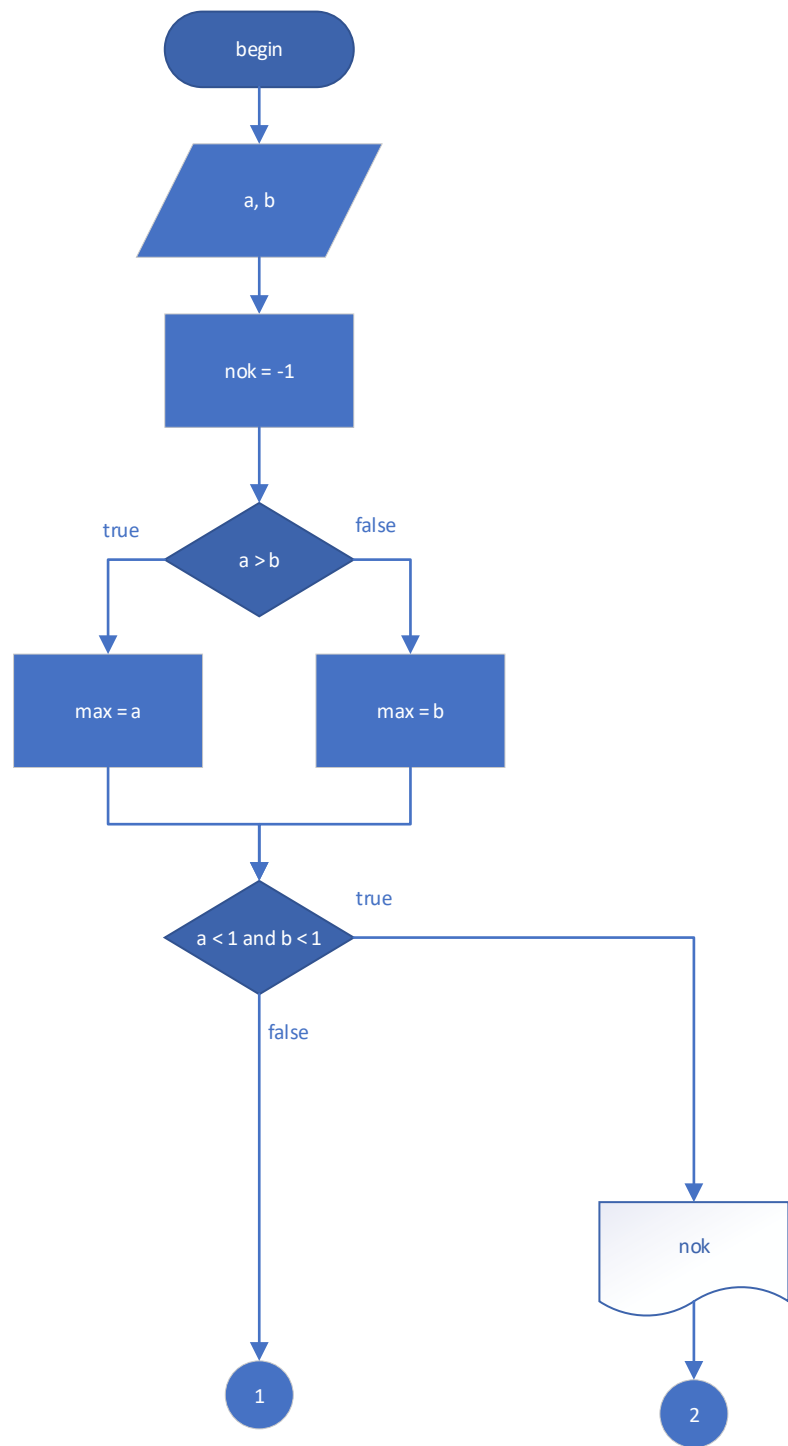 begin
a, b
nok = -1
true
false
a > b
max = a
max = b
true
a < 1 and b < 1
false
nok
1
2